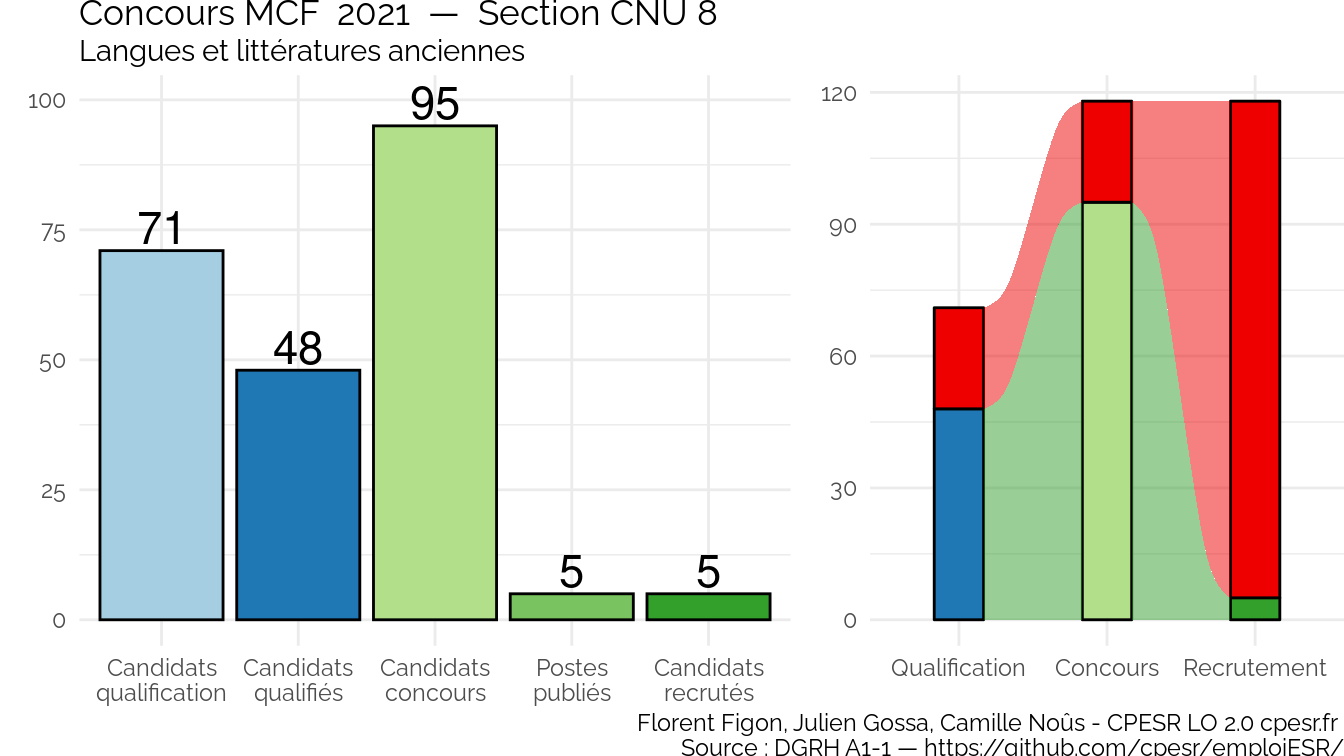 Concours MCF 2021 — Section CNU 8
Langues et littératures anciennes
100
75
50
25
0
71
48
95
5
5
Candidats qualification
Candidats qualifiés
Candidats concours
Postes publiés
Candidats recrutés
120
90
60
30
0
Qualification
Concours
Recrutement
Florent Figon, Julien Gossa, Camille Noûs - CPESR LO 2.0 cpesr.fr
Source : DGRH A1-1 — https://github.com/cpesr/emploiESR/